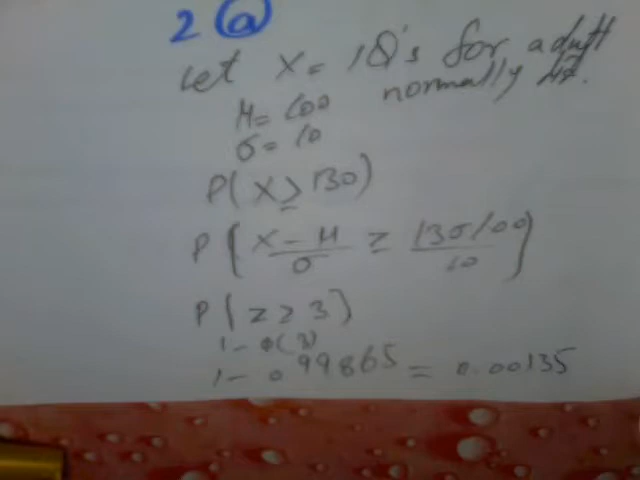 2 (a)
Let X = IQ's for adult
normally
μ = 100
σ = 10
P(X ≥ 130)
P(X - μ / σ ≥ 130-100 / 10)
P(Z ≥ 3)
1 - Φ(3)
1 - 0.99865 = 0.00135